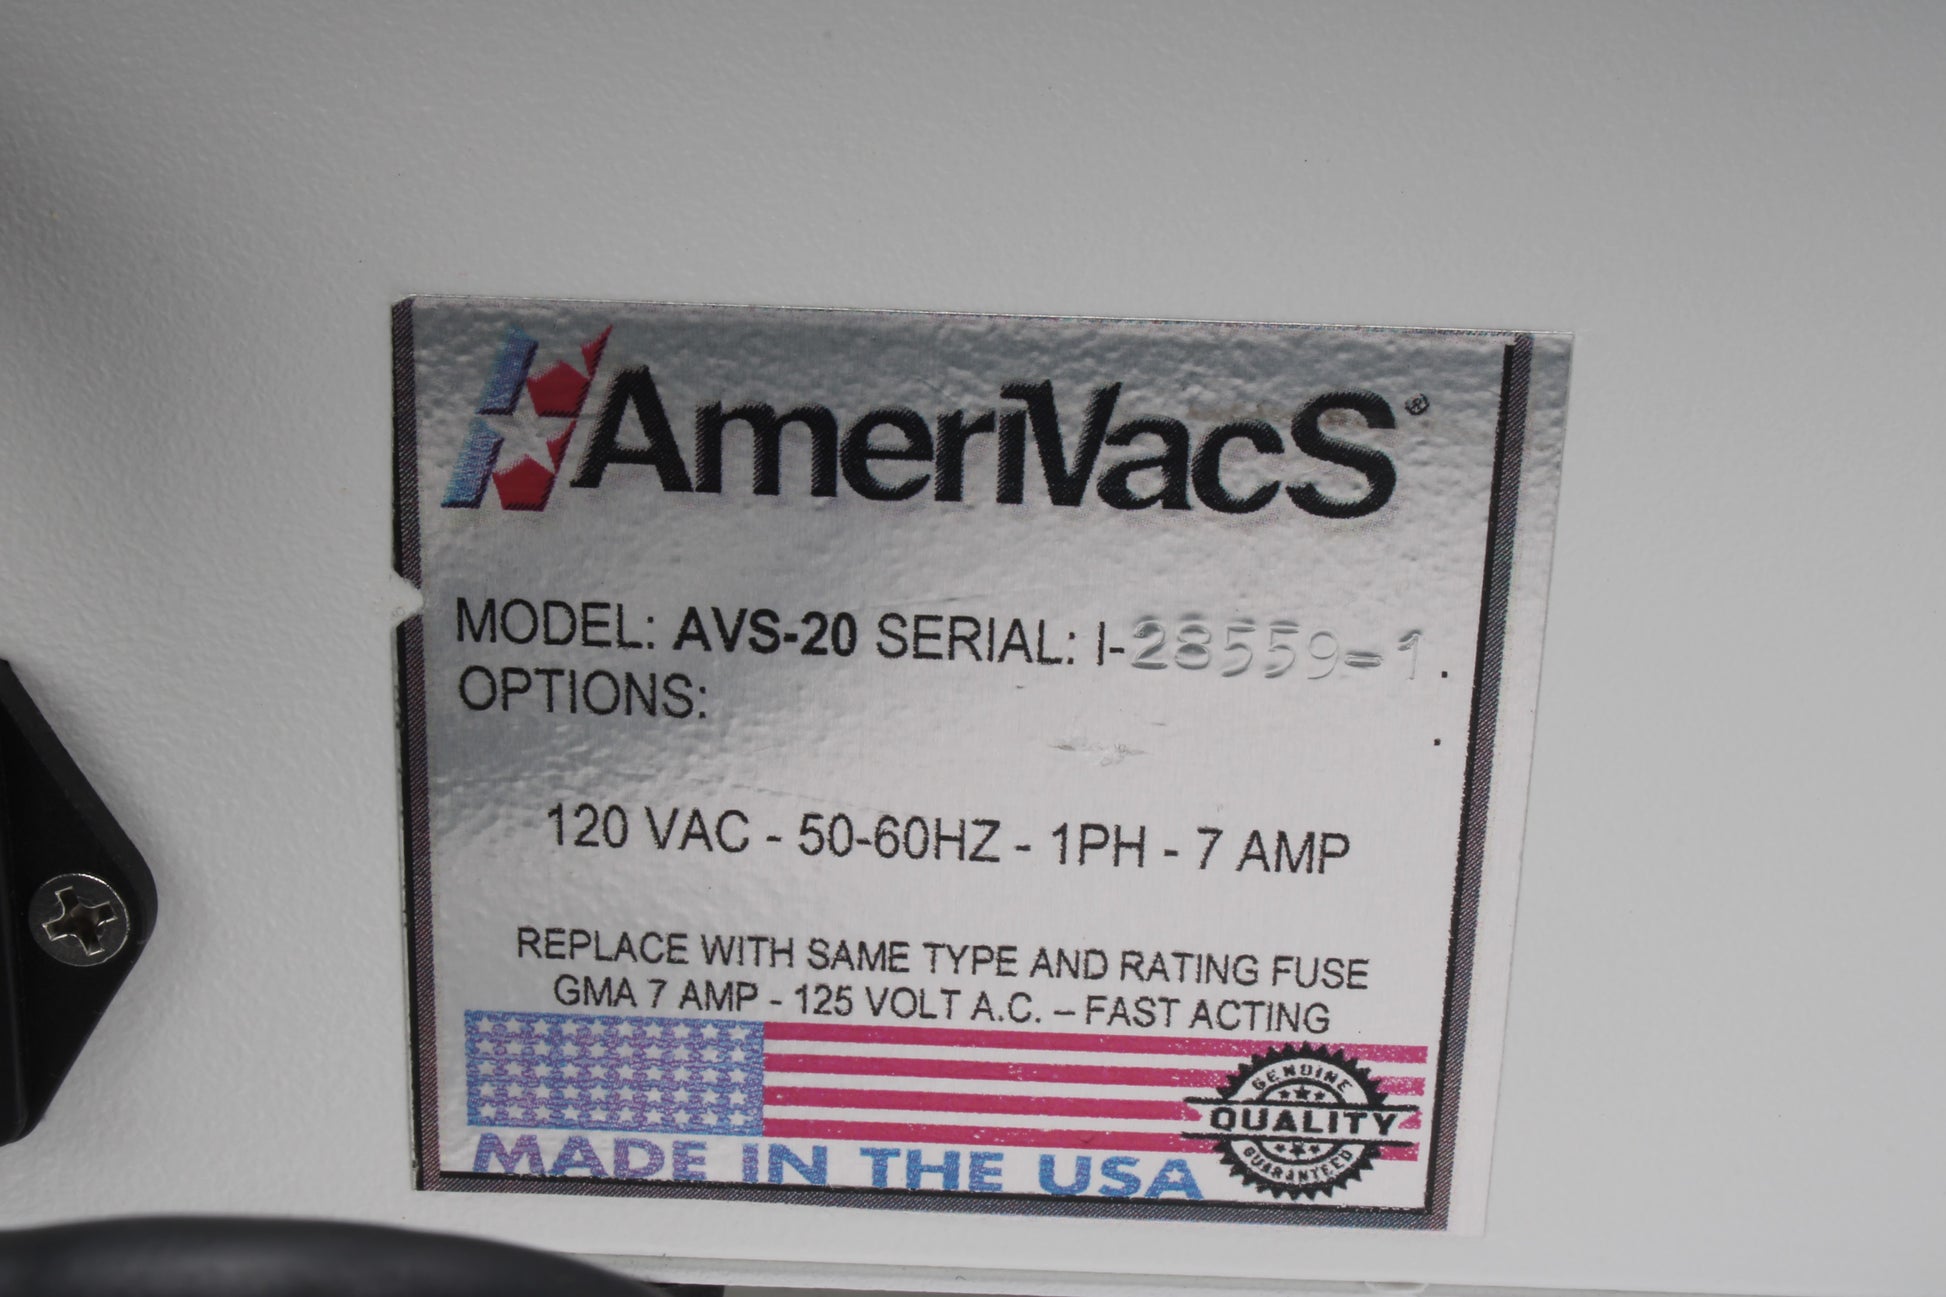 AmeriVacS®
MODEL: AVS-20 SERIAL: I-28559-1.
OPTIONS: .
120 VAC - 50-60HZ - 1PH - 7 AMP
REPLACE WITH SAME TYPE AND RATING FUSE
GMA 7 AMP - 125 VOLT A.C. – FAST ACTING
GENUINE
QUALITY
GUARANTEED
MADE IN THE USA